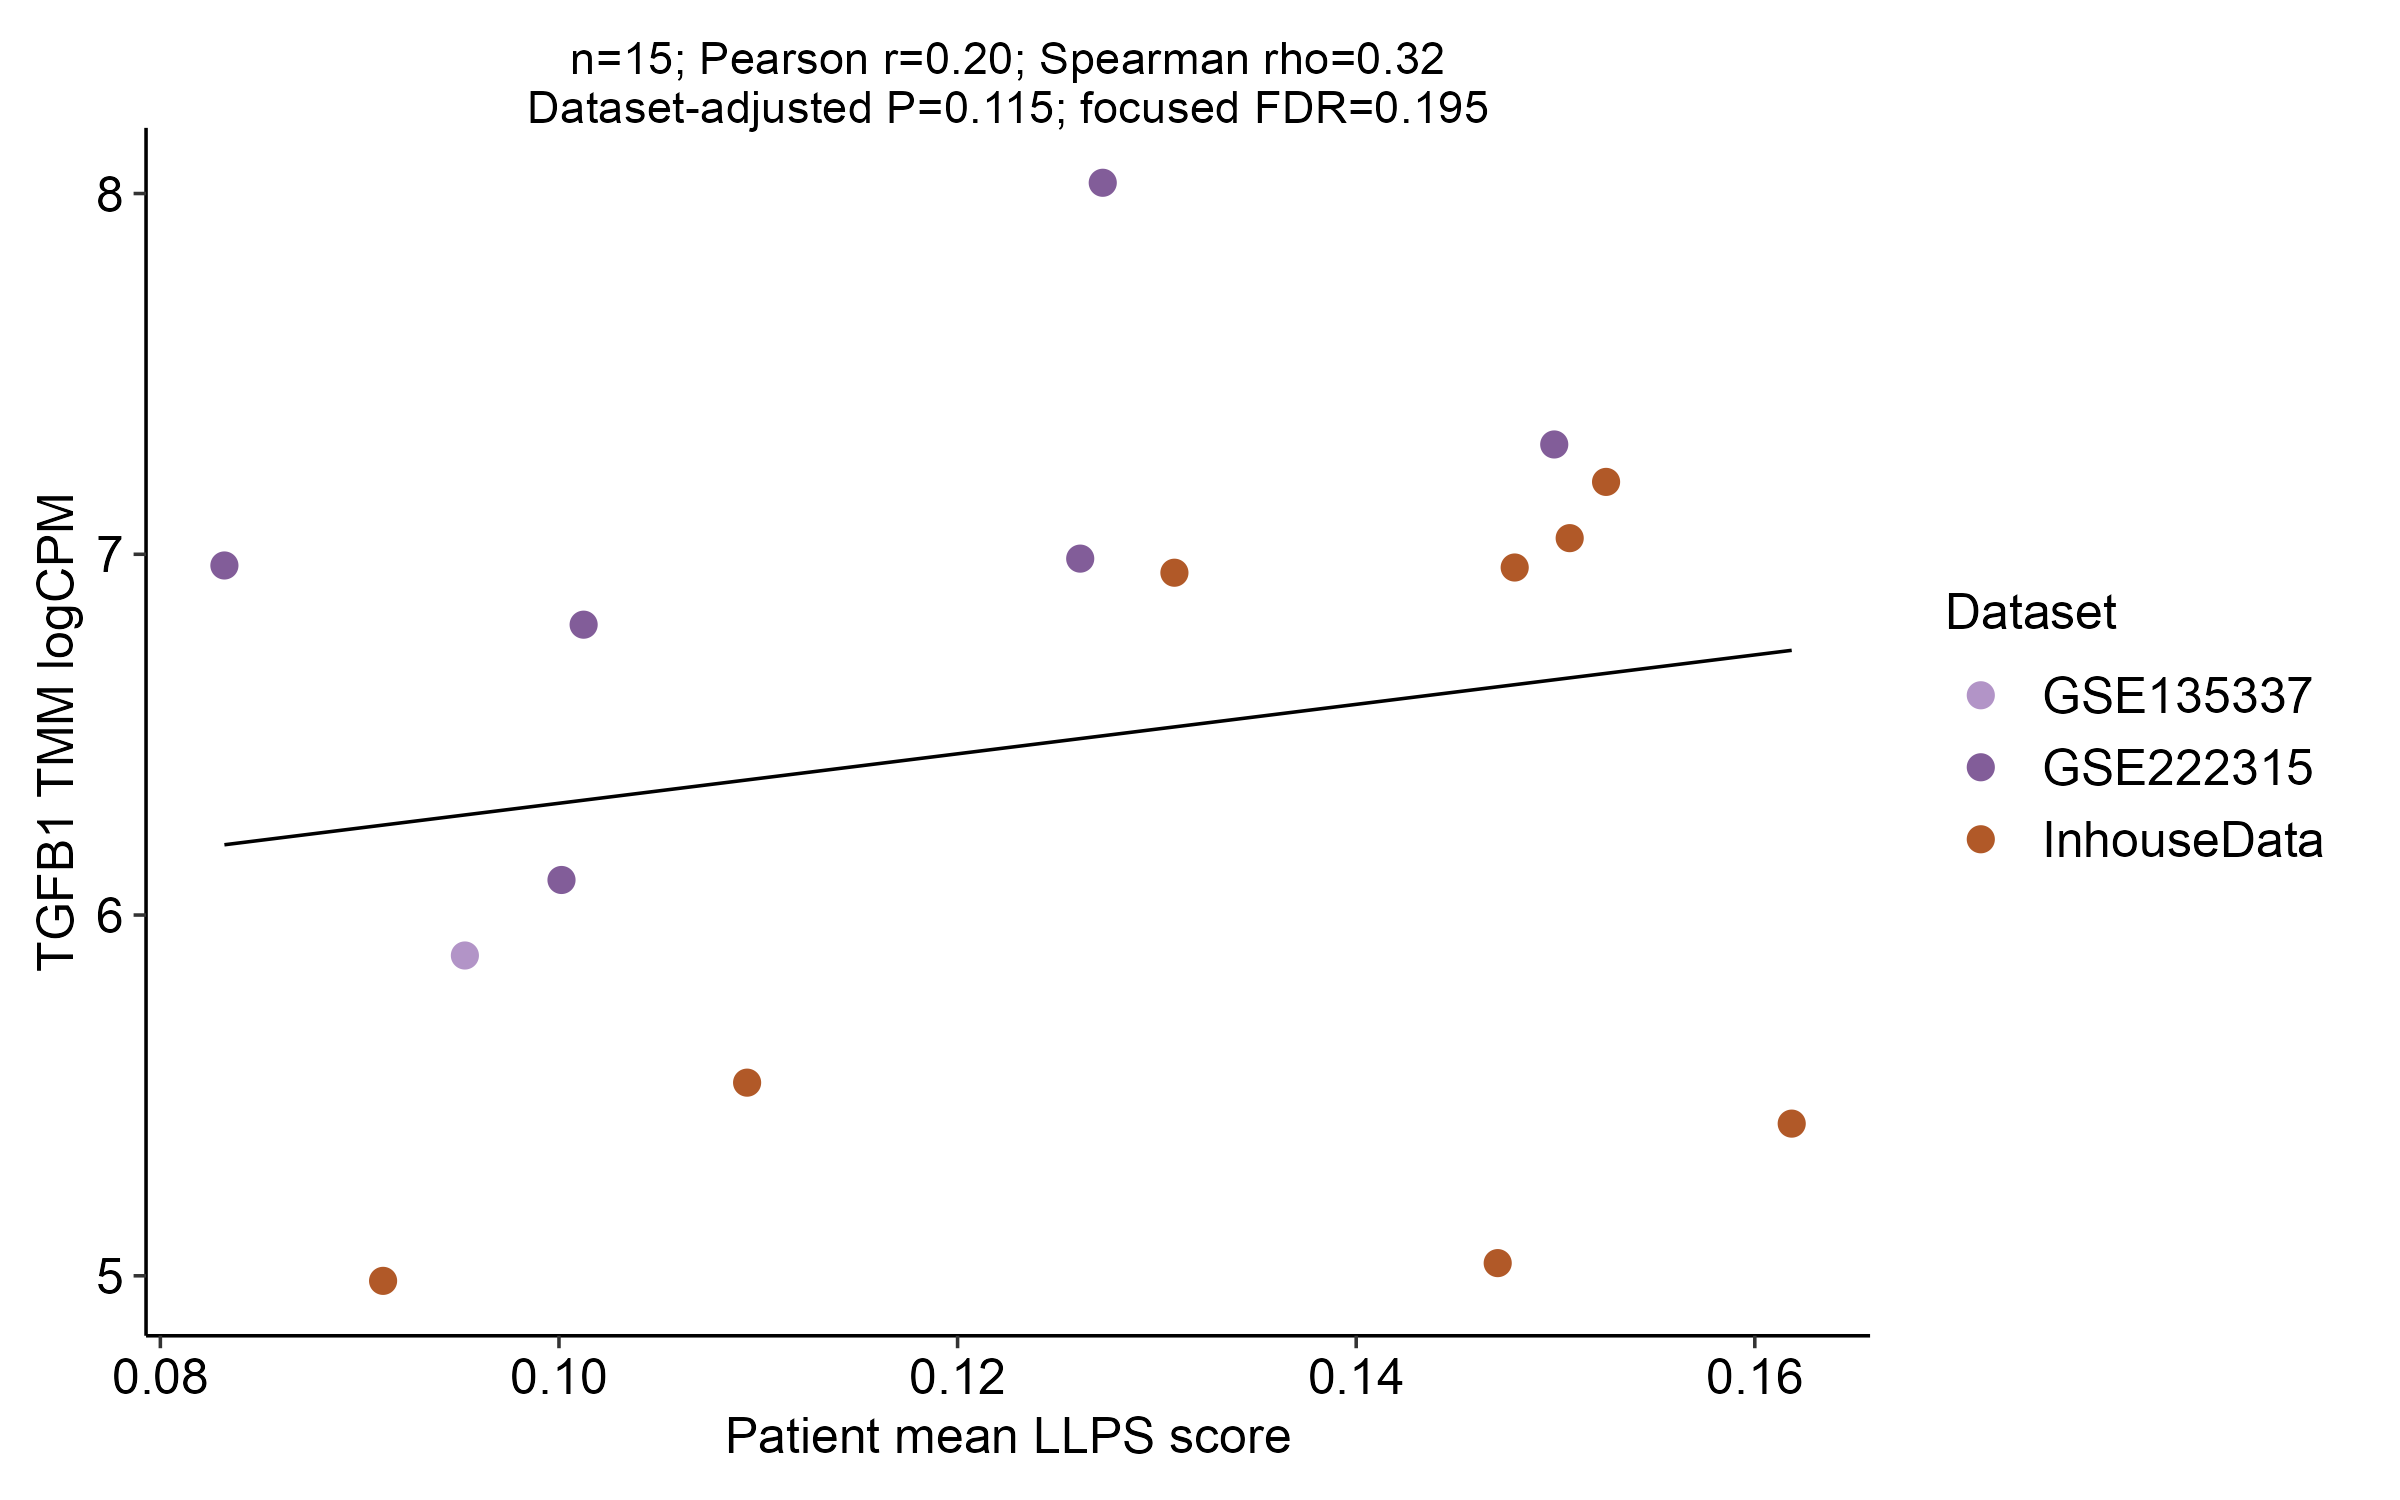 n=15; Pearson r=0.20; Spearman rho=0.32
Dataset-adjusted P=0.115; focused FDR=0.195
TGFB1 TMM logCPM
8
7
6
5
0.08 0.10 0.12 0.14 0.16
Patient mean LLPS score
Dataset
GSE135337
GSE222315
InhouseData